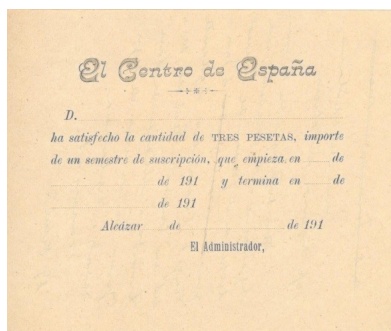 El Centro de España
D.
ha satisfecho la cantidad de TRES PESETAS, importe
de un semestre de suscripción, que empieza en de
de 191 y termina en de
de 191
Alcázar de de 191
El Administrador,